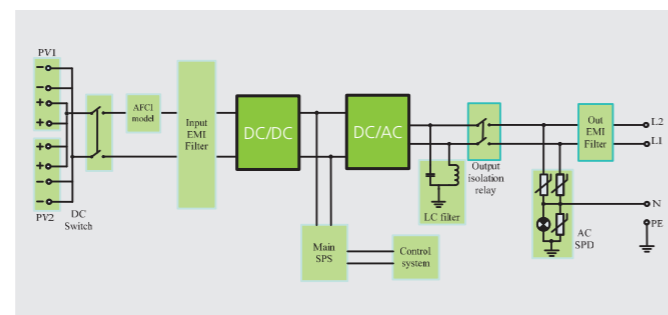 PV1
AFCI
model
Input
EMI
Filter
DC/DC
DC/AC
Out
EMI
Filter
L2
L1
Output
isolation
relay
LC filter
N
PE
AC
SPD
PV2
DC
Switch
Main
SPS
Control
system